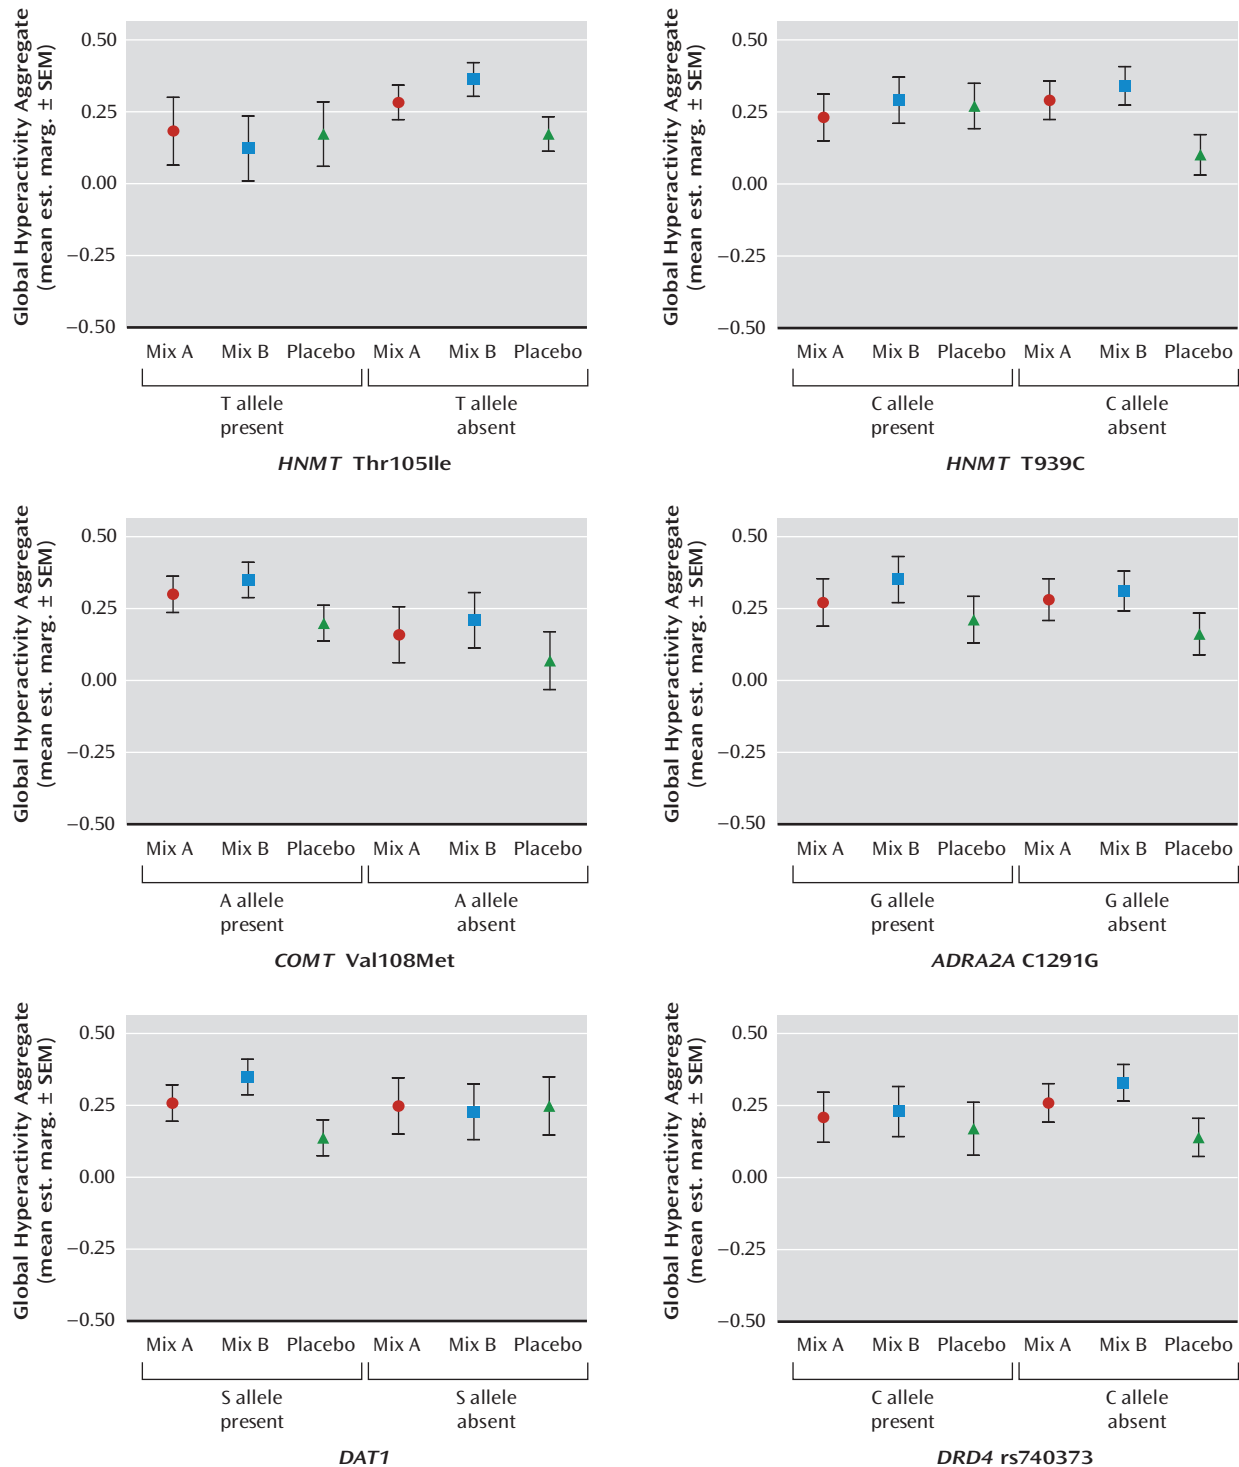 Global Hyperactivity Aggregate
(mean est. marg. ± SEM)
0.50
0.25
0.00
−0.25
−0.50
Mix A Mix B Placebo Mix A Mix B Placebo
T allele present
T allele absent
HNMT Thr105Ile
Global Hyperactivity Aggregate
(mean est. marg. ± SEM)
0.50
0.25
0.00
−0.25
−0.50
Mix A Mix B Placebo Mix A Mix B Placebo
C allele present
C allele absent
HNMT T939C
Global Hyperactivity Aggregate
(mean est. marg. ± SEM)
0.50
0.25
0.00
−0.25
−0.50
Mix A Mix B Placebo Mix A Mix B Placebo
A allele present
A allele absent
COMT Val108Met
Global Hyperactivity Aggregate
(mean est. marg. ± SEM)
0.50
0.25
0.00
−0.25
−0.50
Mix A Mix B Placebo Mix A Mix B Placebo
G allele present
G allele absent
ADRA2A C1291G
Global Hyperactivity Aggregate
(mean est. marg. ± SEM)
0.50
0.25
0.00
−0.25
−0.50
Mix A Mix B Placebo Mix A Mix B Placebo
S allele present
S allele absent
DAT1
Global Hyperactivity Aggregate
(mean est. marg. ± SEM)
0.50
0.25
0.00
−0.25
−0.50
Mix A Mix B Placebo Mix A Mix B Placebo
C allele present
C allele absent
DRD4 rs740373